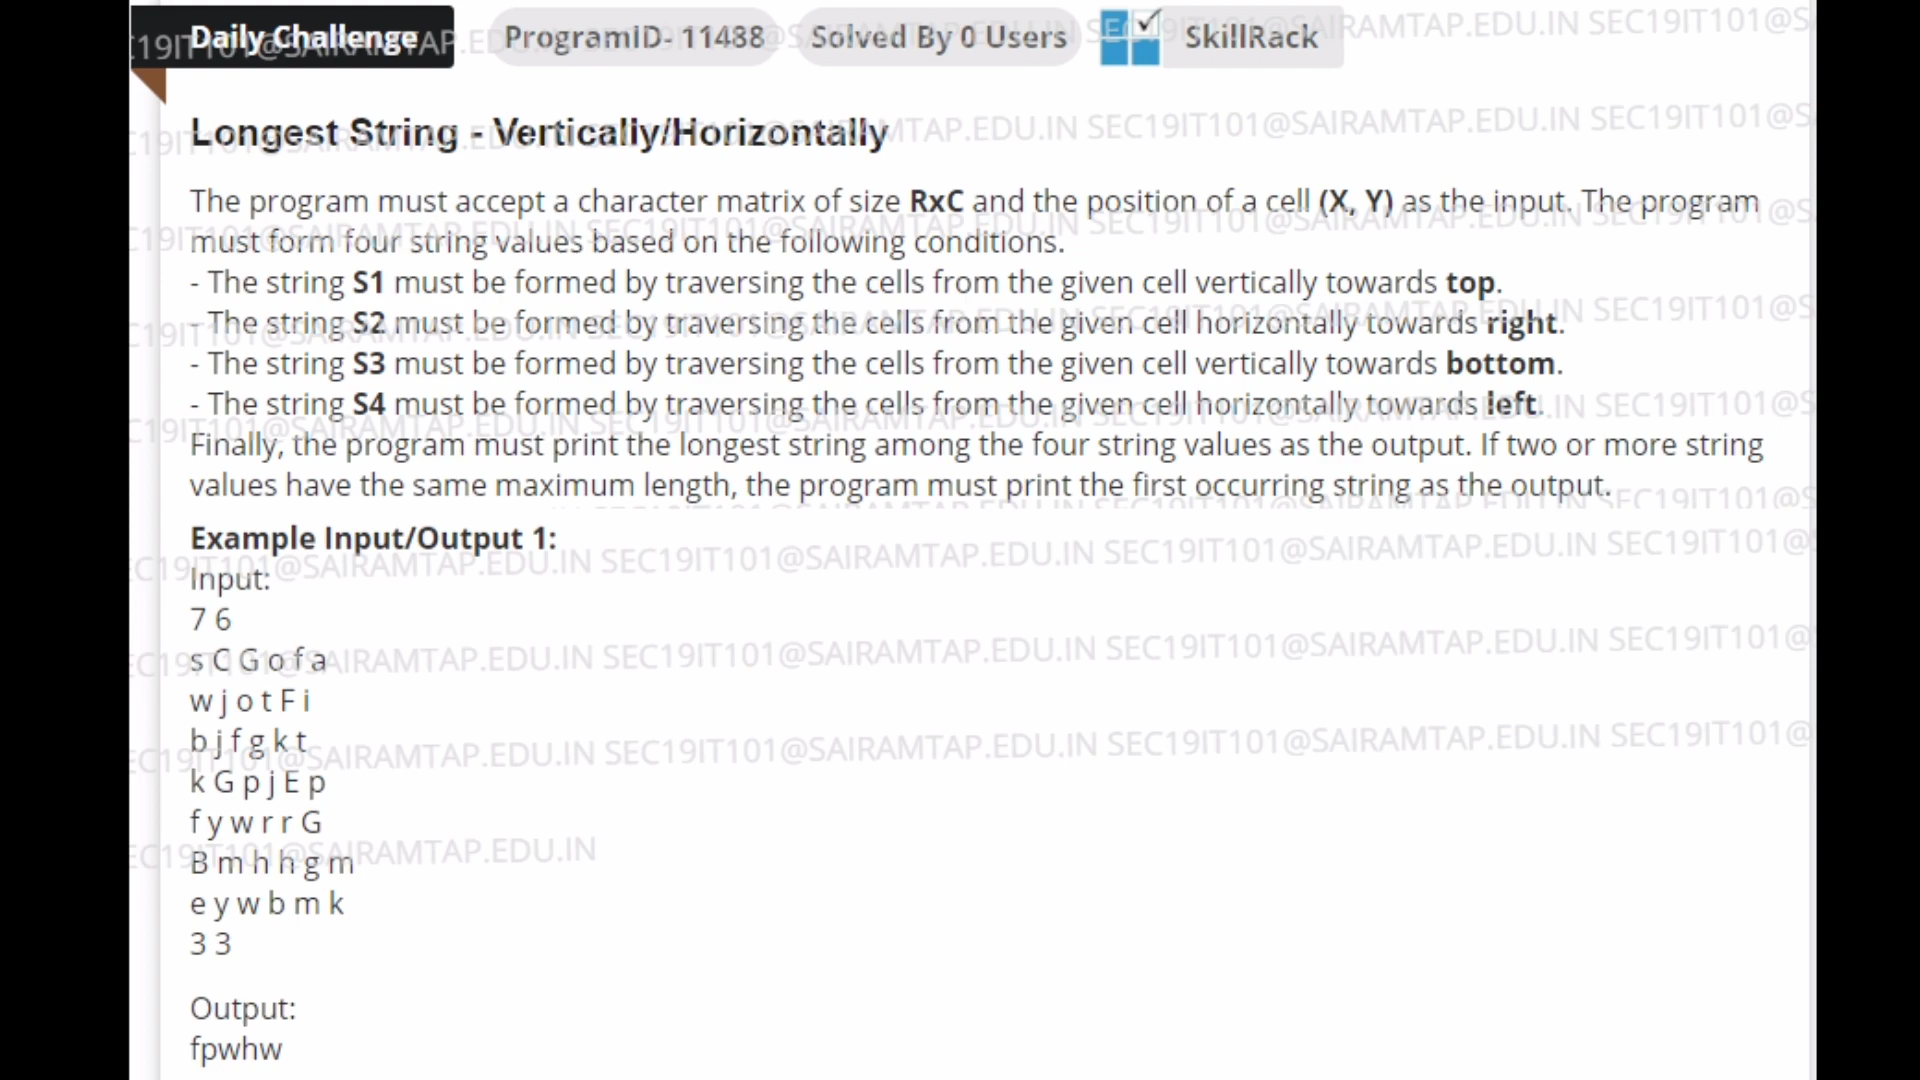 Daily Challenge
ProgramID- 11488
Solved By 0 Users
SkillRack
Longest String - Vertically/Horizontally
The program must accept a character matrix of size RxC and the position of a cell (X, Y) as the input. The program
must form four string values based on the following conditions.
- The string S1 must be formed by traversing the cells from the given cell vertically towards top.
- The string S2 must be formed by traversing the cells from the given cell horizontally towards right.
- The string S3 must be formed by traversing the cells from the given cell vertically towards bottom.
- The string S4 must be formed by traversing the cells from the given cell horizontally towards left.
Finally, the program must print the longest string among the four string values as the output. If two or more string
values have the same maximum length, the program must print the first occurring string as the output.
Example Input/Output 1:
Input:
7 6
s C G o f a
w j o t F i
b j f g k t
k G p j E p
f y w r r G
B m h h g m
e y w b m k
3 3
Output:
fpwhw
SEC19IT101@SAIRAMTAP.EDU.IN